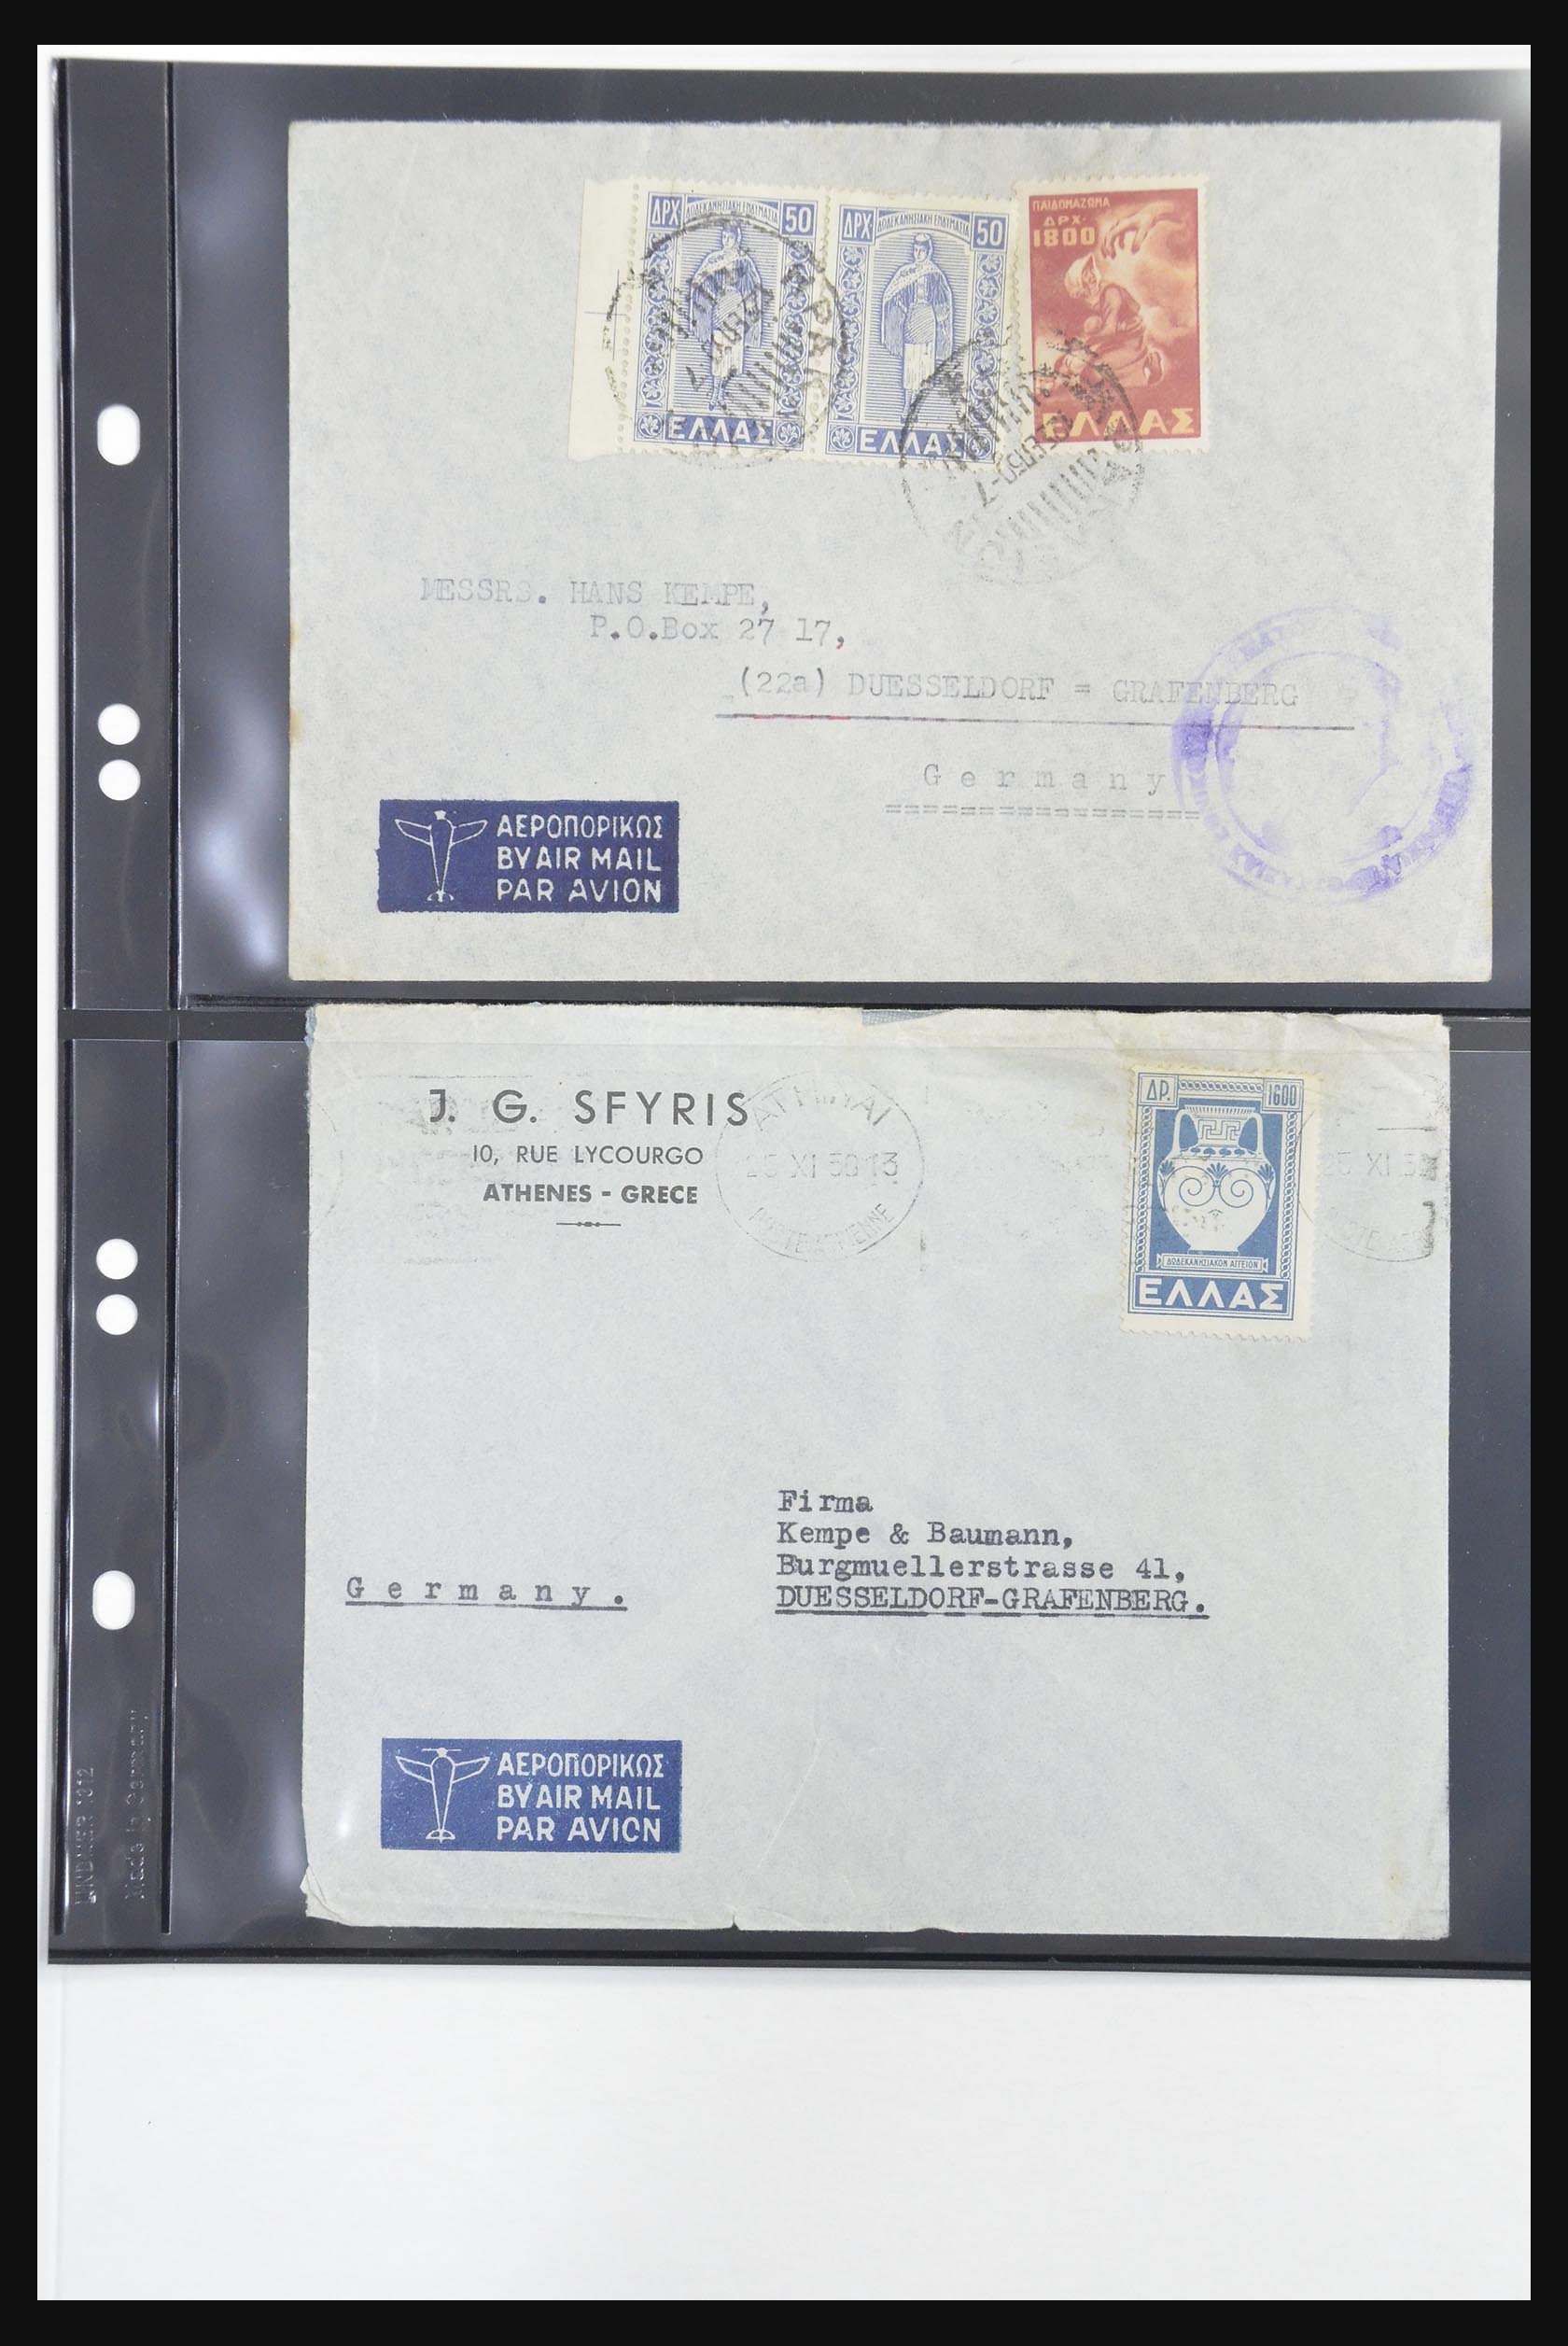 ΔΡΧ ΔΩΔΕΚΑΝΗΣΙΑΚΗ ΕΝΔΥΜΑΣΙΑ 50
ΕΛΛΑΣ
ΔΡΧ ΔΩΔΕΚΑΝΗΣΙΑΚΗ ΕΝΔΥΜΑΣΙΑ 50
ΕΛΛΑΣ
ΠΑΙΔΟΜΑΖΩΜΑ
ΔΡΧ·
1800
ΕΛΛΑΣ
MESSRS. HANS KEMPE,
P.O.Box 27 17,
(22a) DUESSELDORF = GRAFENBERG
Germany
ΑΕΡΟΠΟΡΙΚΩΣ
BY AIR MAIL
PAR AVION
J. G. SFYRIS
10, RUE LYCOURGO
ATHENES - GRECE
ATHINAI
XI 50 13
ΔΡ. 1600
ΔΩΔΕΚΑΝΗΣΙΑΚΟΝ ΑΓΓΕΙΟΝ
ΕΛΛΑΣ
Firma
Kempe & Baumann,
Burgmuellerstrasse 41,
DUESSELDORF-GRAFENBERG.
Germany.
ΑΕΡΟΠΟΡΙΚΩΣ
BY AIR MAIL
PAR AVION
LINDNER
Made in Germany